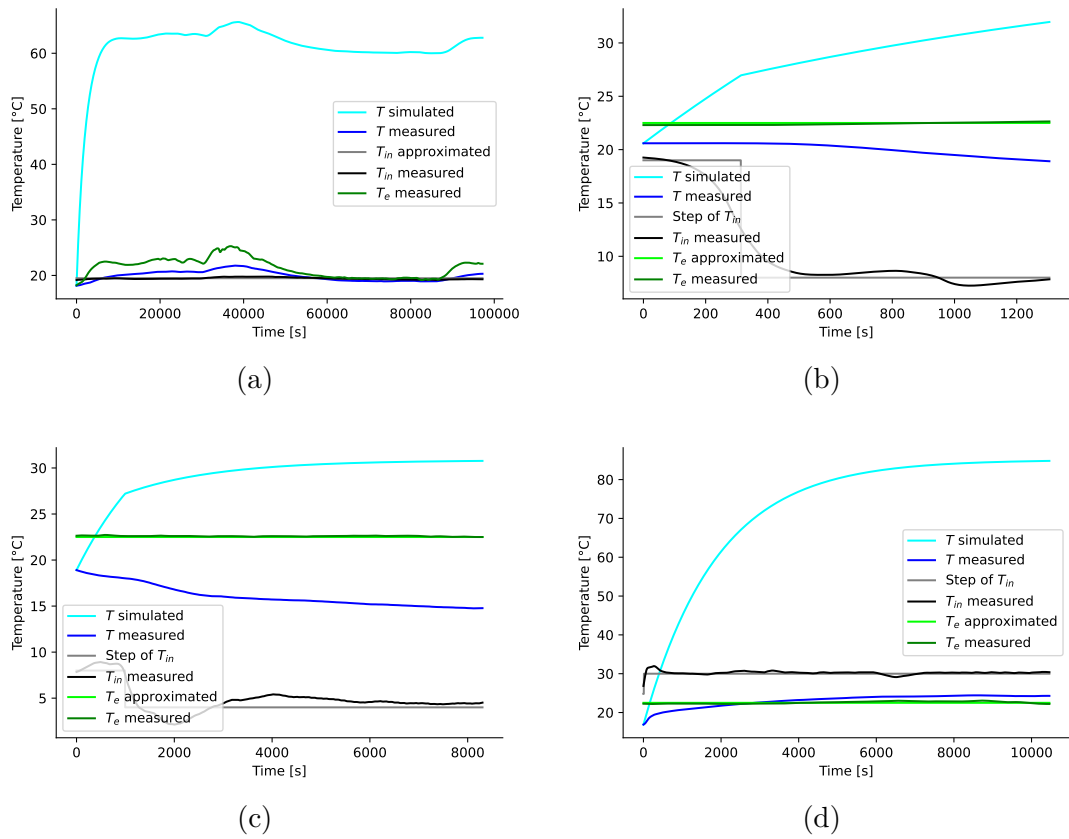 60
50
40
30
20
Temperature [°C]
T simulated
T measured
T_in approximated
T_in measured
T_e measured
0 20000 40000 60000 80000 100000
Time [s]
(a)
30
25
20
15
10
Temperature [°C]
T simulated
T measured
Step of T_in
T_in measured
T_e approximated
T_e measured
0 200 400 600 800 1000 1200
Time [s]
(b)
30
25
20
15
10
5
Temperature [°C]
T simulated
T measured
Step of T_in
T_in measured
T_e approximated
T_e measured
0 2000 4000 6000 8000
Time [s]
(c)
80
70
60
50
40
30
20
Temperature [°C]
T simulated
T measured
Step of T_in
T_in measured
T_e approximated
T_e measured
0 2000 4000 6000 8000 10000
Time [s]
(d)